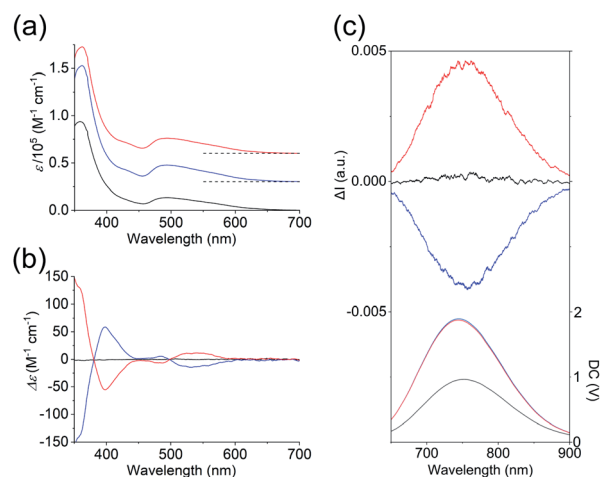 (a)
1.5
1.0
0.5
0.0
ε/10⁵ (M⁻¹ cm⁻¹)
400 500 600 700
Wavelength (nm)
(b)
150
100
50
0
-50
-100
-150
Δε (M⁻¹ cm⁻¹)
400 500 600 700
Wavelength (nm)
(c)
0.005
0.000
-0.005
ΔI (a.u.)
2
1
0
DC (V)
700 800 900
Wavelength (nm)